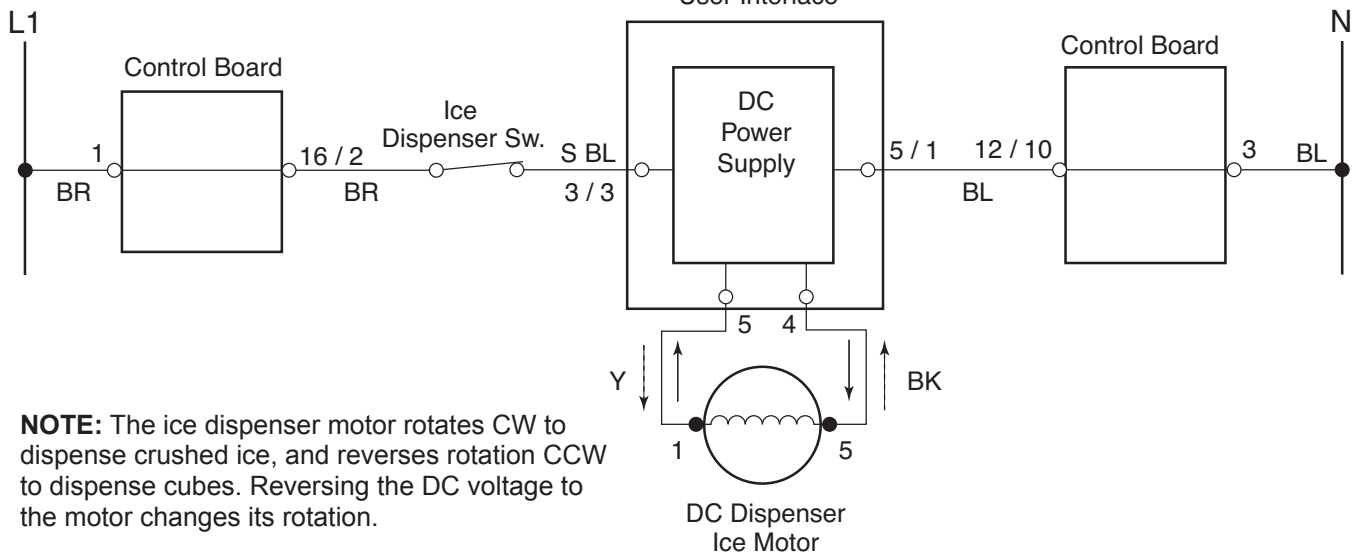 User Interface
L1
N
Control Board
Control Board
Ice
Dispenser Sw.
DC
Power
Supply
1
16 / 2
S BL
5 / 1
12 / 10
3
BL
BR
BR
3 / 3
BL
5
4
Y
BK
1
5
NOTE: The ice dispenser motor rotates CW to
dispense crushed ice, and reverses rotation CCW
to dispense cubes. Reversing the DC voltage to
the motor changes its rotation.
DC Dispenser
Ice Motor